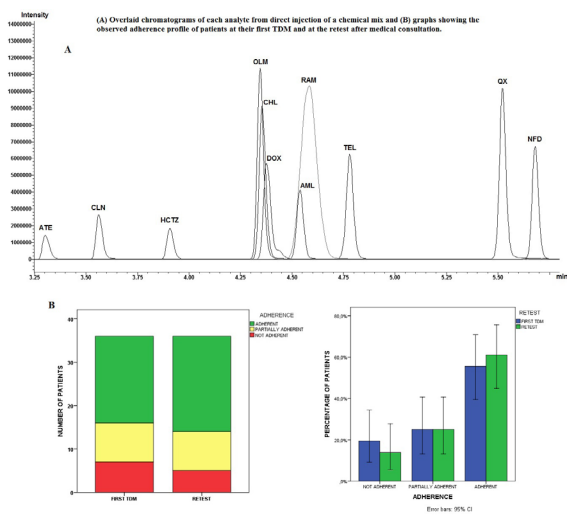 (A) Overlaid chromatograms of each analyte from direct injection of a chemical mix and (B) graphs showing the
observed adherence profile of patients at their first TDM and at the retest after medical consultation.
Intensity
A
14000000
13000000
12000000
11000000
10000000
9000000
8000000
7000000
6000000
5000000
4000000
3000000
2000000
1000000
0
ATE
CLN
HCTZ
OLM
CHL
DOX
RAM
AML
TEL
QX
NFD
3.25 3.50 3.75 4.00 4.25 4.50 4.75 5.00 5.25 5.50 min
B
NUMBER OF PATIENTS
40
30
20
10
0
FIRST TDM RETEST
ADHERENCE
ADHERENT
PARTIALLY ADHERENT
NOT ADHERENT
PERCENTAGE OF PATIENTS
80,0%
60,0%
40,0%
20,0%
,0%
NOT ADHERENT PARTIALLY ADHERENT ADHERENT
ADHERENCE
Error bars: 95% CI
RETEST
FIRST TDM
RETEST